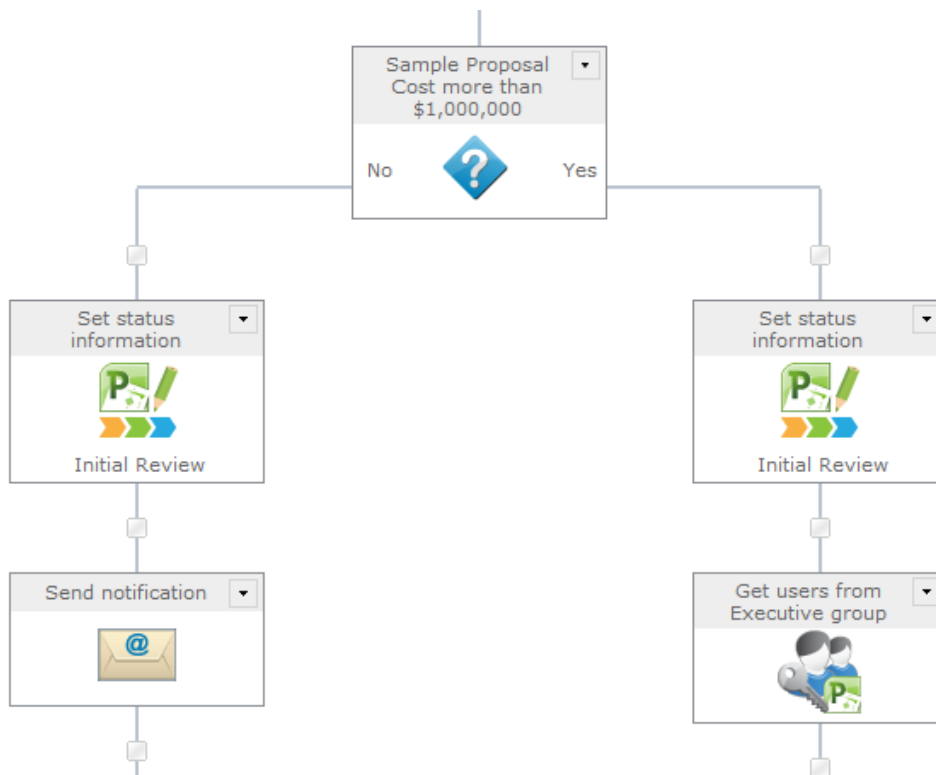 Sample Proposal
Cost more than
$1,000,000
No
Yes
Set status
information
Initial Review
Set status
information
Initial Review
Send notification
@
Get users from
Executive group